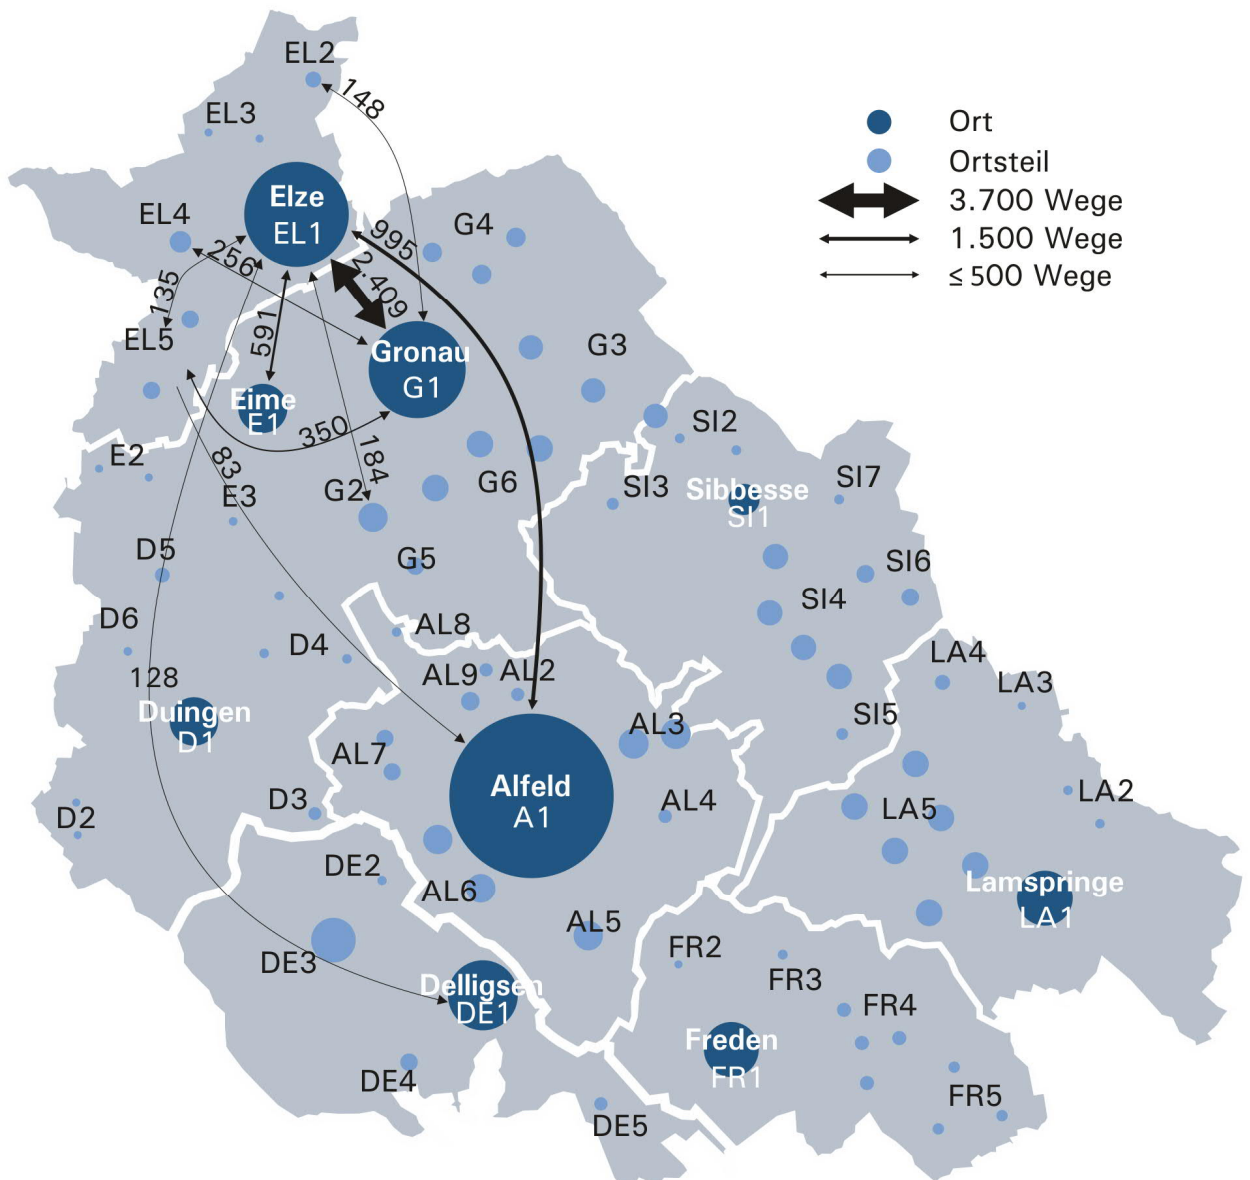 EL2
148
EL3
Ort
Ortsteil
3.700 Wege
1.500 Wege
≤ 500 Wege
Elze
EL1
EL4
256
995
G4
2.409
135
EL5
591
Gronau
G1
G3
Eime
E1
350
SI2
83
184
E2
E3
G2
G6
SI3
Sibbesse
SI1
SI7
D5
G5
SI6
SI4
D6
D4
AL8
128
AL9
AL2
LA4
LA3
Duingen
D1
AL7
AL3
SI5
Alfeld
A1
AL4
D2
D3
LA5
LA2
DE2
AL6
Lamspringe
LA1
AL5
DE3
FR2
FR3
Delligsen
DE1
FR4
Freden
FR1
DE4
FR5
DE5